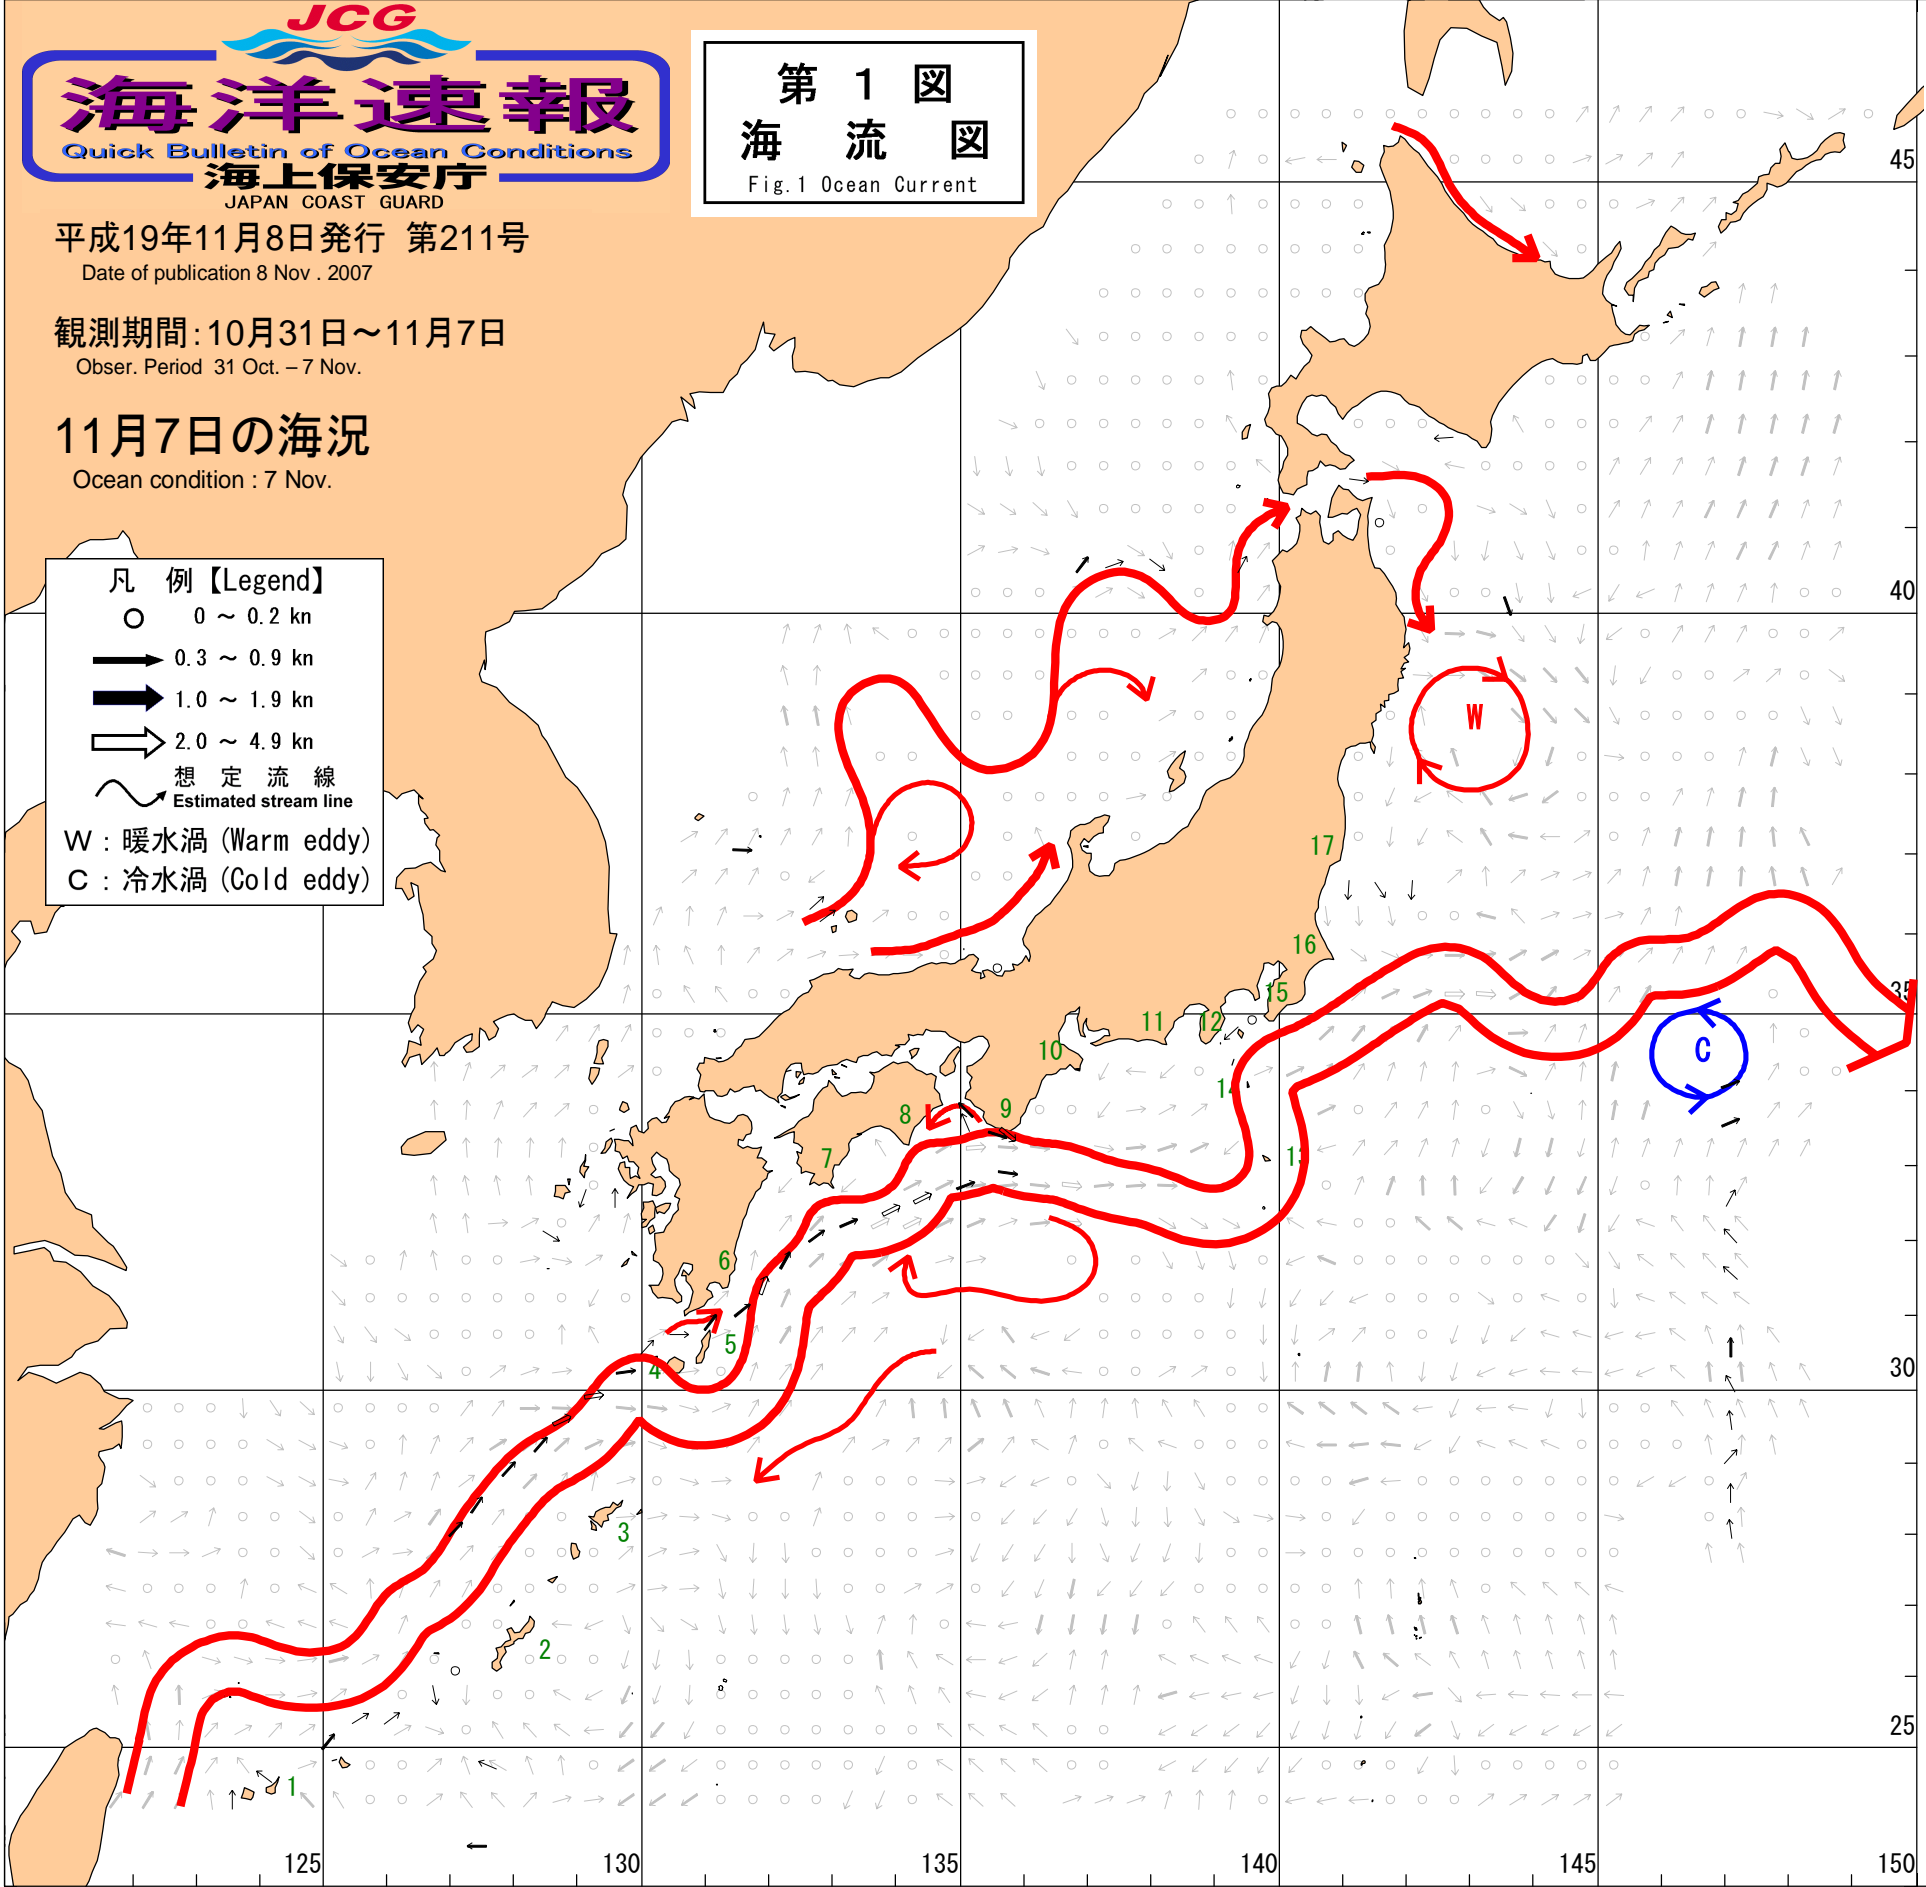 JCG
海洋速報
Quick Bulletin of Ocean Conditions
海上保安庁
JAPAN COAST GUARD
平成19年11月8日発行 第211号
Date of publication 8 Nov . 2007
観測期間:10月31日～11月7日
Obser. Period 31 Oct. – 7 Nov.
11月7日の海況
Ocean condition : 7 Nov.
第 1 図
海 流 図
Fig.1 Ocean Current
凡 例【Legend】
0 ～ 0.2 kn
0.3 ～ 0.9 kn
1.0 ～ 1.9 kn
2.0 ～ 4.9 kn
想 定 流 線
Estimated stream line
W : 暖水渦 (Warm eddy)
C : 冷水渦 (Cold eddy)
45
40
W
17
16
35
15
12
11
10
C
14
9
8
13
7
6
5
4
30
3
2
25
1
125
130
135
140
145
150